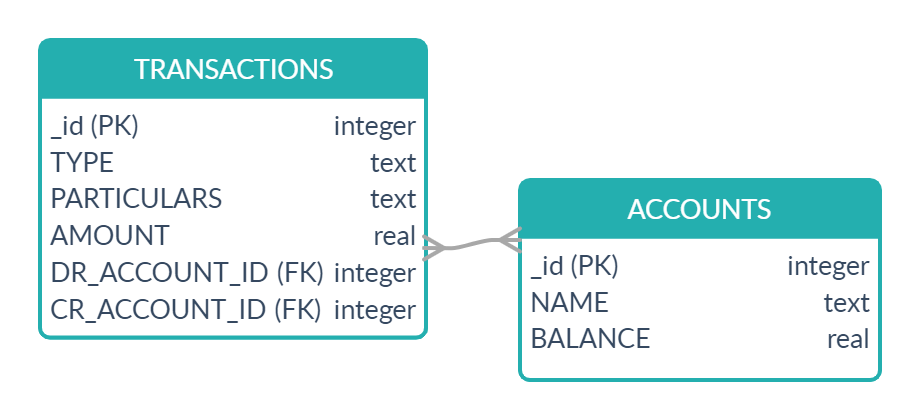 TRANSACTIONS
_id (PK) integer
TYPE text
PARTICULARS text
AMOUNT real
DR_ACCOUNT_ID (FK) integer
CR_ACCOUNT_ID (FK) integer
ACCOUNTS
_id (PK) integer
NAME text
BALANCE real